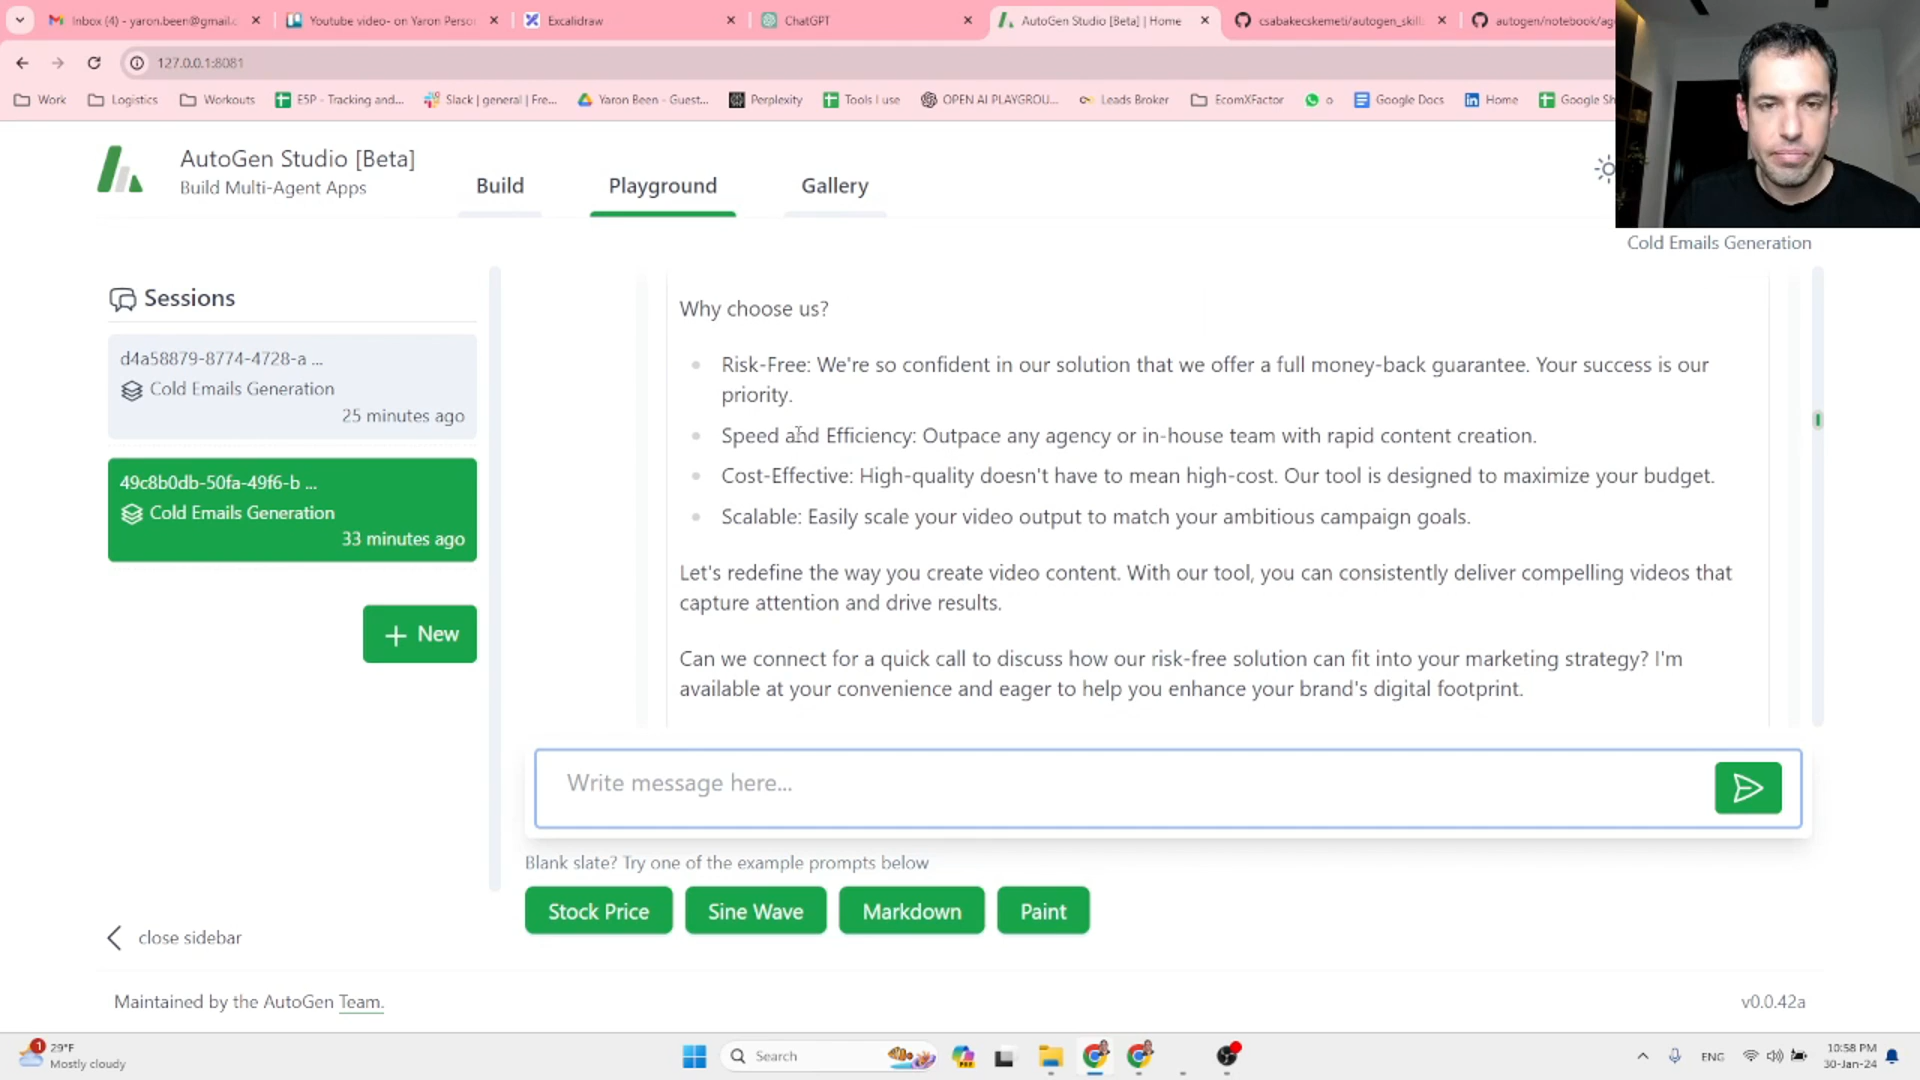 Inbox (4) - yaron.been@gmail.c
Youtube video- on Yaron Perso
Excalidraw
ChatGPT
AutoGen Studio [Beta] | Home
csabakecskemeti/autogen_skill
autogen/notebook/ag
127.0.0.1:8081
Work
Logistics
Workouts
E5P - Tracking and...
Slack | general | Fre...
Yaron Been - Guest...
Perplexity
Tools I use
OPEN AI PLAYGROU...
Leads Broker
EcomXFactor
o
Google Docs
Home
Google Sh
AutoGen Studio [Beta]
Build Multi-Agent Apps
Build
Playground
Gallery
Cold Emails Generation
Sessions
d4a58879-8774-4728-a ...
Cold Emails Generation
25 minutes ago
49c8b0db-50fa-49f6-b ...
Cold Emails Generation
33 minutes ago
+ New
Why choose us?
Risk-Free: We're so confident in our solution that we offer a full money-back guarantee. Your success is our
priority.
Speed and Efficiency: Outpace any agency or in-house team with rapid content creation.
Cost-Effective: High-quality doesn't have to mean high-cost. Our tool is designed to maximize your budget.
Scalable: Easily scale your video output to match your ambitious campaign goals.
Let's redefine the way you create video content. With our tool, you can consistently deliver compelling videos that
capture attention and drive results.
Can we connect for a quick call to discuss how our risk-free solution can fit into your marketing strategy? I'm
available at your convenience and eager to help you enhance your brand's digital footprint.
Write message here...
Blank slate? Try one of the example prompts below
Stock Price
Sine Wave
Markdown
Paint
close sidebar
Maintained by the AutoGen Team.
v0.0.42a
1
29°F
Mostly cloudy
Search
ENG
10:58 PM
30-Jan-24